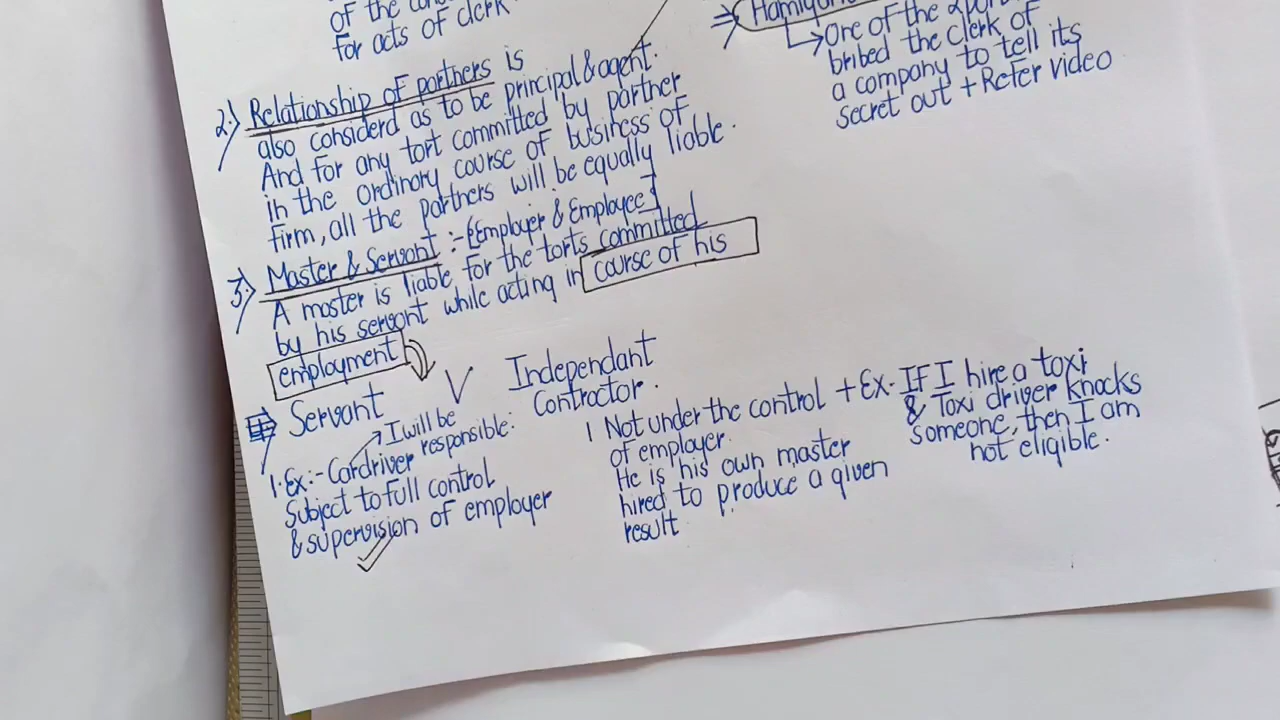 of the
for acts of clerk
2.) Relationship of partners is
also considerd as to be principal & agent.
And for any tort committed by partner
in the ordinary course of business of
firm, all the partners will be equally liable.
3.) Master & Servant :- [Employer & Employee]
A master is liable for the torts committed
by his servant while acting in course of his
employment
Servant V Independant
Contractor.
I will be
responsible:
1. Ex:- Cardriver
Subject to full control
& supervision of employer
1 Not under the control
of employer.
He is his own master
hired to produce a given
result
+ Ex- IF I hire a taxi
& Taxi driver knocks
someone, then I am
not eligible.
⇒ One of the
bribed the clerk of
a company to tell its
secret out + Refer video